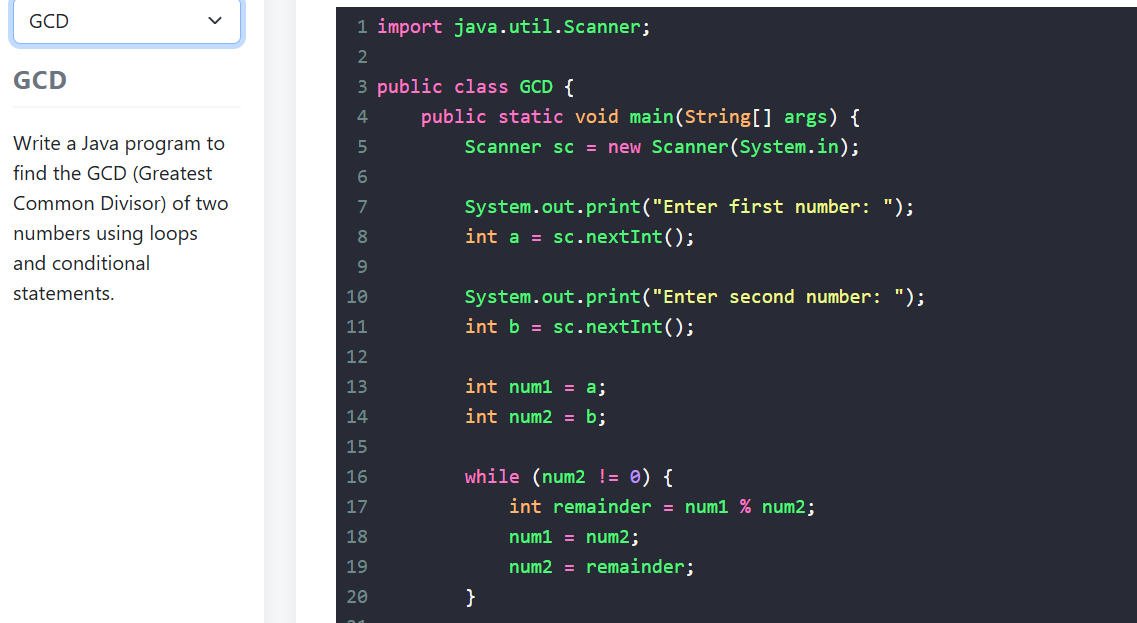 GCD
GCD
Write a Java program to
find the GCD (Greatest
Common Divisor) of two
numbers using loops
and conditional
statements.
1 import java.util.Scanner;
2
3 public class GCD {
4     public static void main(String[] args) {
5         Scanner sc = new Scanner(System.in);
6
7         System.out.print("Enter first number: ");
8         int a = sc.nextInt();
9
10         System.out.print("Enter second number: ");
11         int b = sc.nextInt();
12
13         int num1 = a;
14         int num2 = b;
15
16         while (num2 != 0) {
17             int remainder = num1 % num2;
18             num1 = num2;
19             num2 = remainder;
20         }